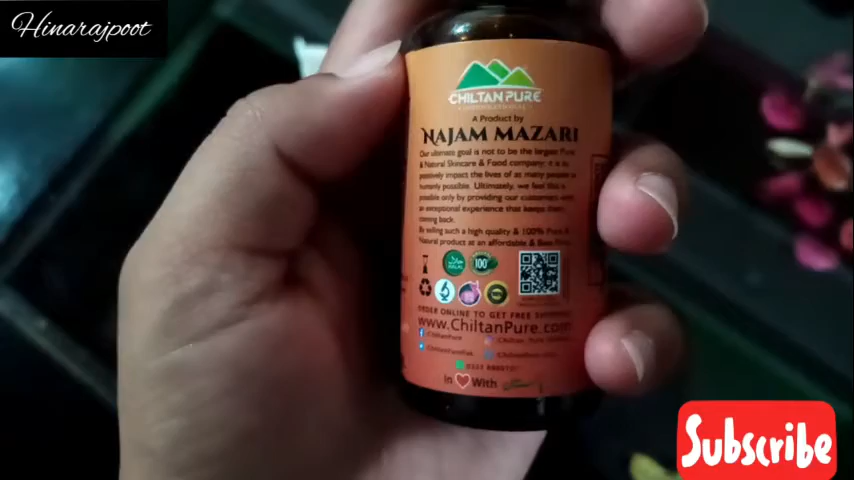 Hinarajpoot
CHILTAN PURE
A Product by
NAJAM MAZARI
Our ultimate goal is not to be the largest Pure
& Natural Skincare & Food company; it is to
positively impact the lives of as many people as
humanly possible. Ultimately, we feel this is
possible only by providing our customers with
an exceptional experience that keeps them
coming back.
By selling such a high quality & 100% Pure &
Natural product at an affordable & Best
100%
ORDER ONLINE TO GET FREE SHIPPING
www.ChiltanPure.com
/ChiltanPure
/ChiltanPurePak
In With
Subscribe